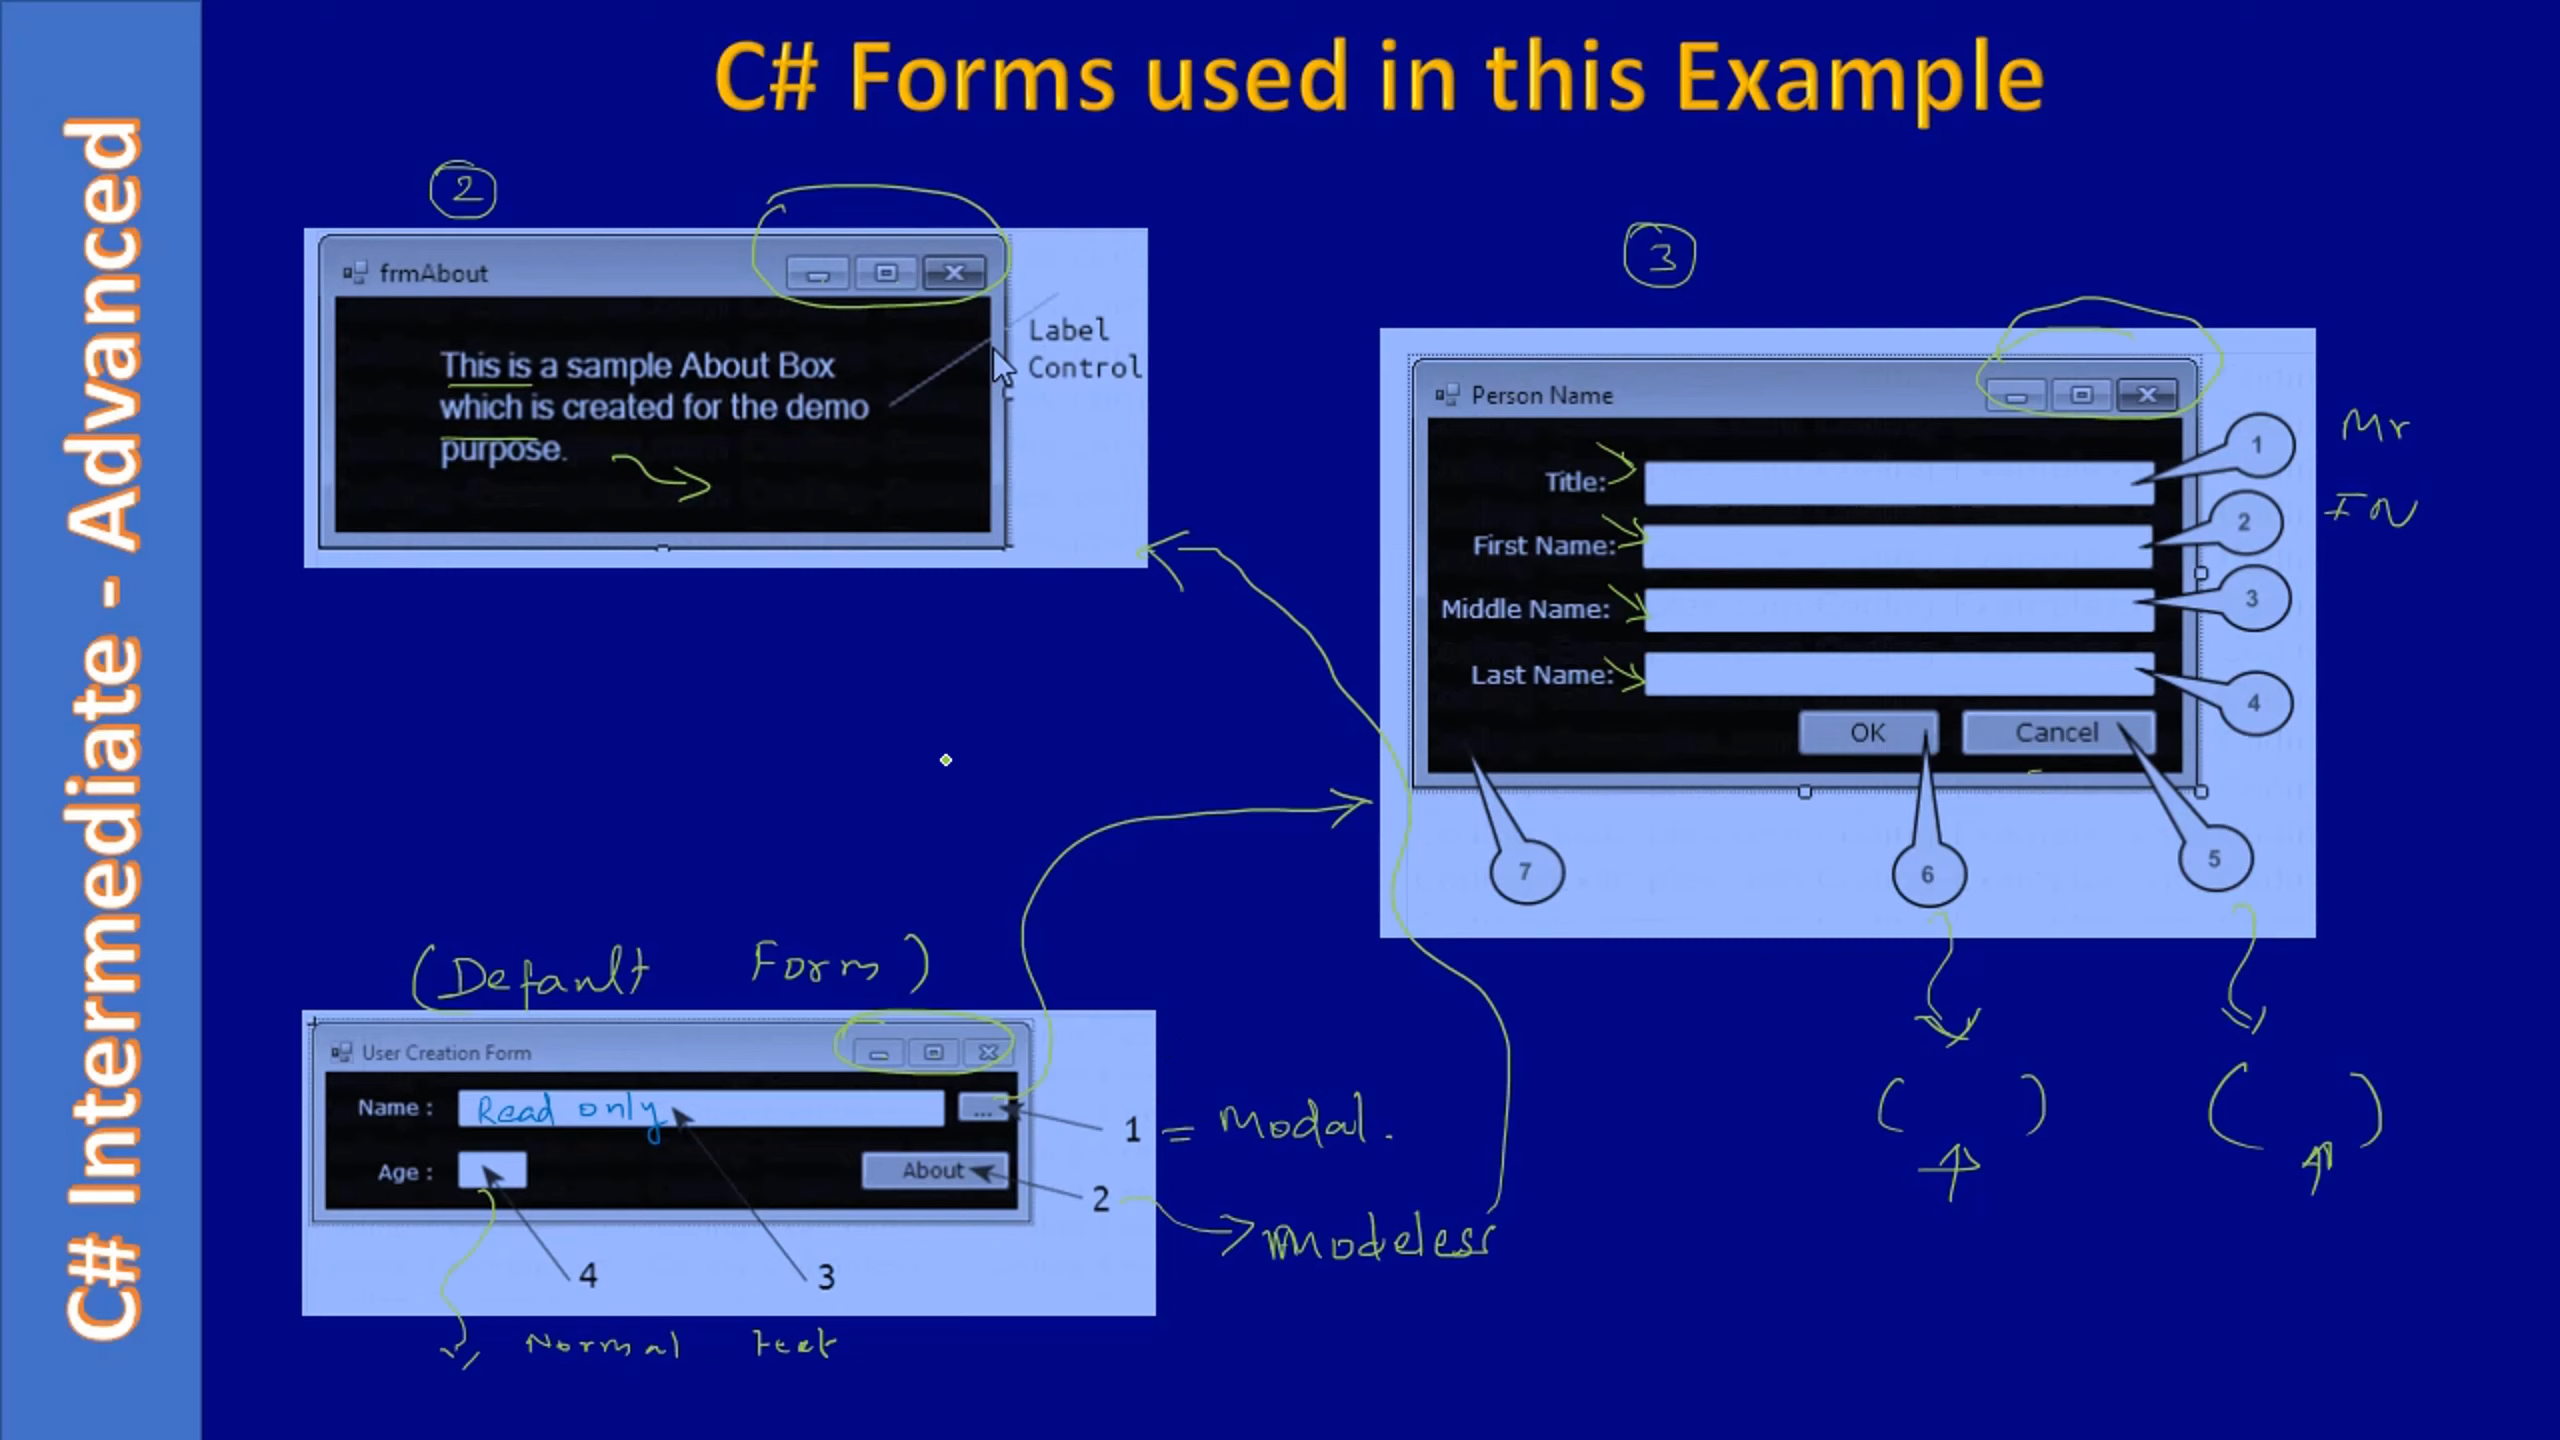 C# Forms used in this Example
C# Intermediate - Advanced
2
frmAbout
This is a sample About Box
which is created for the demo
purpose.
Label
Control
3
Person Name
Title:
First Name:
Middle Name:
Last Name:
OK
Cancel
1
2
3
4
5
6
7
Mr
FN
(Default Form)
User Creation Form
Name :
Read only
...
Age :
About
1 = Modal.
2
Modeless
4
3
Normal Text
( )
( )